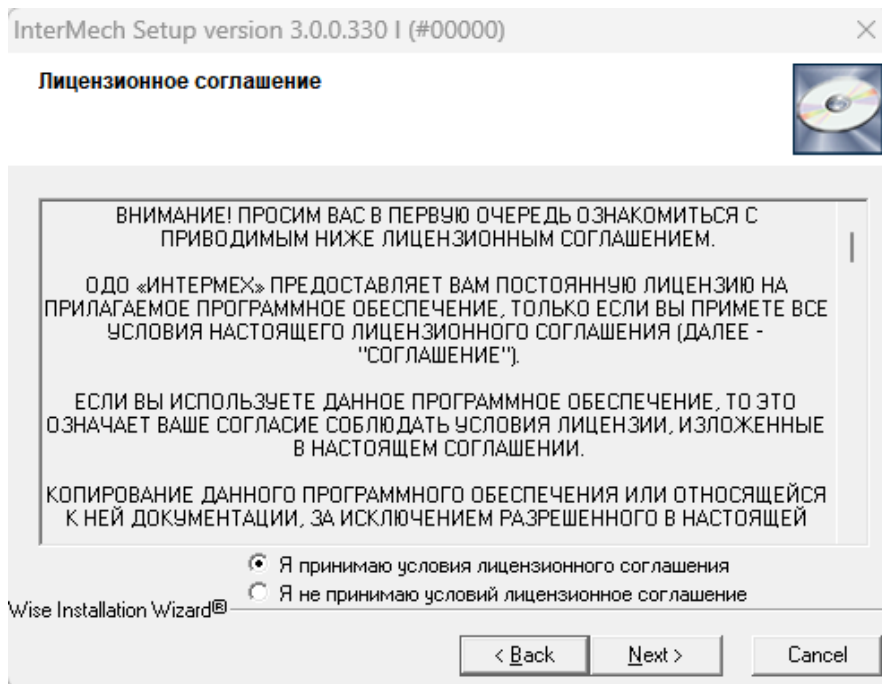 InterMech Setup version 3.0.0.330 I (#00000)
Лицензионное соглашение
ВНИМАНИЕ! ПРОСИМ ВАС В ПЕРВУЮ ОЧЕРЕДЬ ОЗНАКОМИТЬСЯ С
ПРИВОДИМЫМ НИЖЕ ЛИЦЕНЗИОННЫМ СОГЛАШЕНИЕМ.
ОДО «ИНТЕРМЕХ» ПРЕДОСТАВЛЯЕТ ВАМ ПОСТОЯННУЮ ЛИЦЕНЗИЮ НА
ПРИЛАГАЕМОЕ ПРОГРАММНОЕ ОБЕСПЕЧЕНИЕ, ТОЛЬКО ЕСЛИ ВЫ ПРИМЕТЕ ВСЕ
УСЛОВИЯ НАСТОЯЩЕГО ЛИЦЕНЗИОННОГО СОГЛАШЕНИЯ (ДАЛЕЕ -
"СОГЛАШЕНИЕ").
ЕСЛИ ВЫ ИСПОЛЬЗУЕТЕ ДАННОЕ ПРОГРАММНОЕ ОБЕСПЕЧЕНИЕ, ТО ЭТО
ОЗНАЧАЕТ ВАШЕ СОГЛАСИЕ СОБЛЮДАТЬ УСЛОВИЯ ЛИЦЕНЗИИ, ИЗЛОЖЕННЫЕ
В НАСТОЯЩЕМ СОГЛАШЕНИИ.
КОПИРОВАНИЕ ДАННОГО ПРОГРАММНОГО ОБЕСПЕЧЕНИЯ ИЛИ ОТНОСЯЩЕЙСЯ
К НЕЙ ДОКУМЕНТАЦИИ, ЗА ИСКЛЮЧЕНИЕМ РАЗРЕШЕННОГО В НАСТОЯЩЕЙ
Я принимаю условия лицензионного соглашения
Я не принимаю условий лицензионное соглашение
Wise Installation Wizard®
< Back
Next >
Cancel